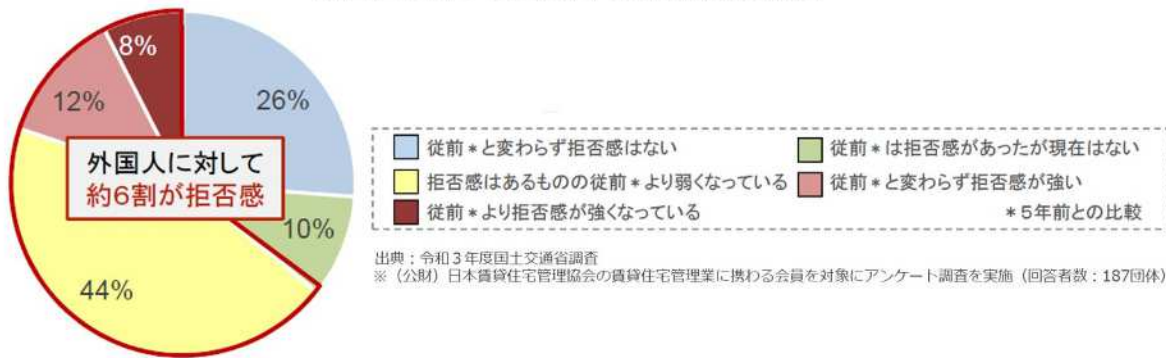 8%
12%
26%
外国人に対して
約6割が拒否感
10%
44%
従前*と変わらず拒否感はない
従前*は拒否感があったが現在はない
拒否感はあるものの従前*より弱くなっている
従前*と変わらず拒否感が強い
従前*より拒否感が強くなっている
*5年前との比較
出典：令和3年度国土交通省調査
※（公財）日本賃貸住宅管理協会の賃貸住宅管理業に携わる会員を対象にアンケート調査を実施（回答者数：187団体）